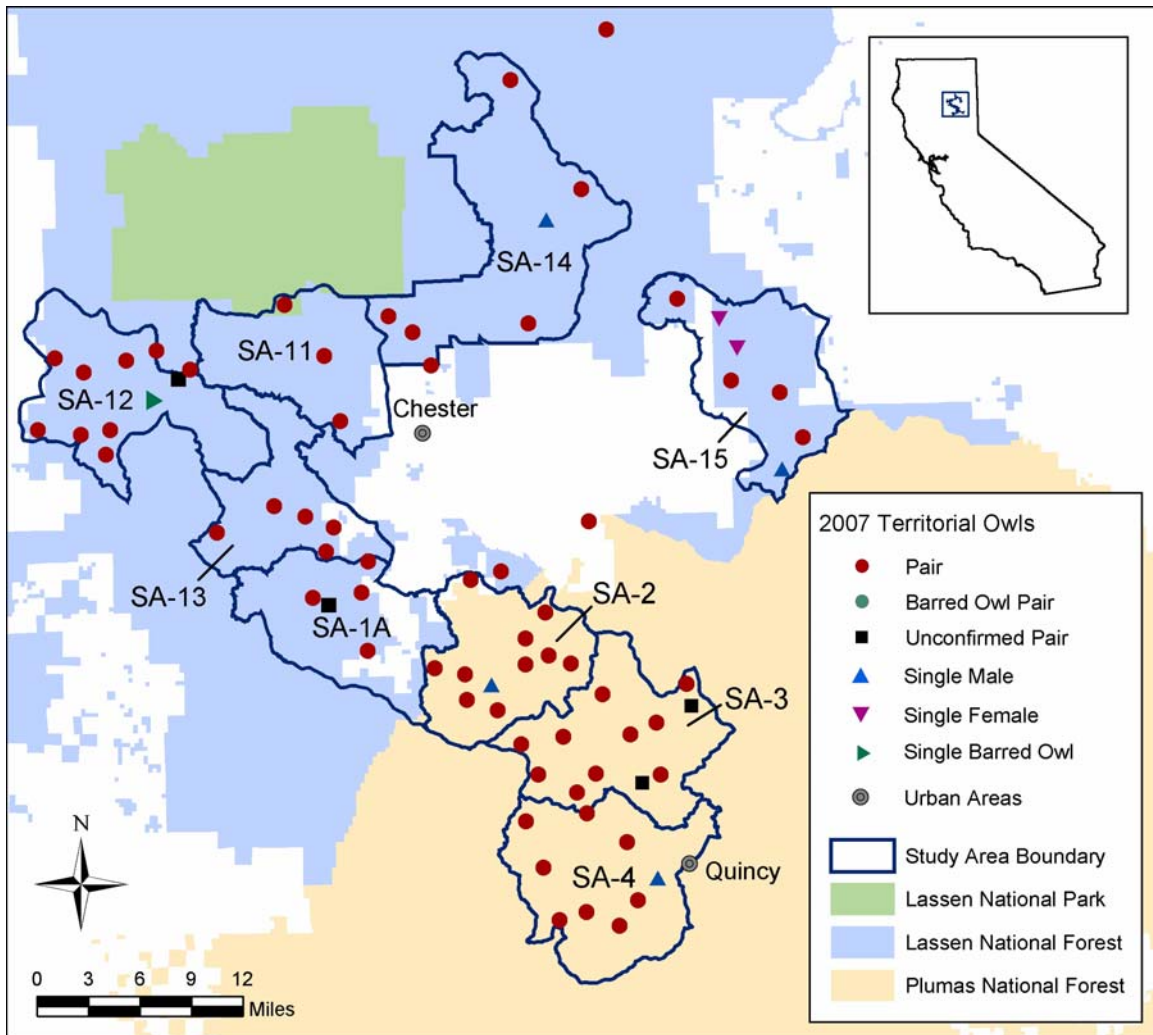 SA-14
SA-11
SA-12
Chester
SA-15
SA-13
SA-1A
SA-2
SA-3
SA-4
Quincy
N
0 3 6 9 12
Miles
2007 Territorial Owls
Pair
Barred Owl Pair
Unconfirmed Pair
Single Male
Single Female
Single Barred Owl
Urban Areas
Study Area Boundary
Lassen National Park
Lassen National Forest
Plumas National Forest